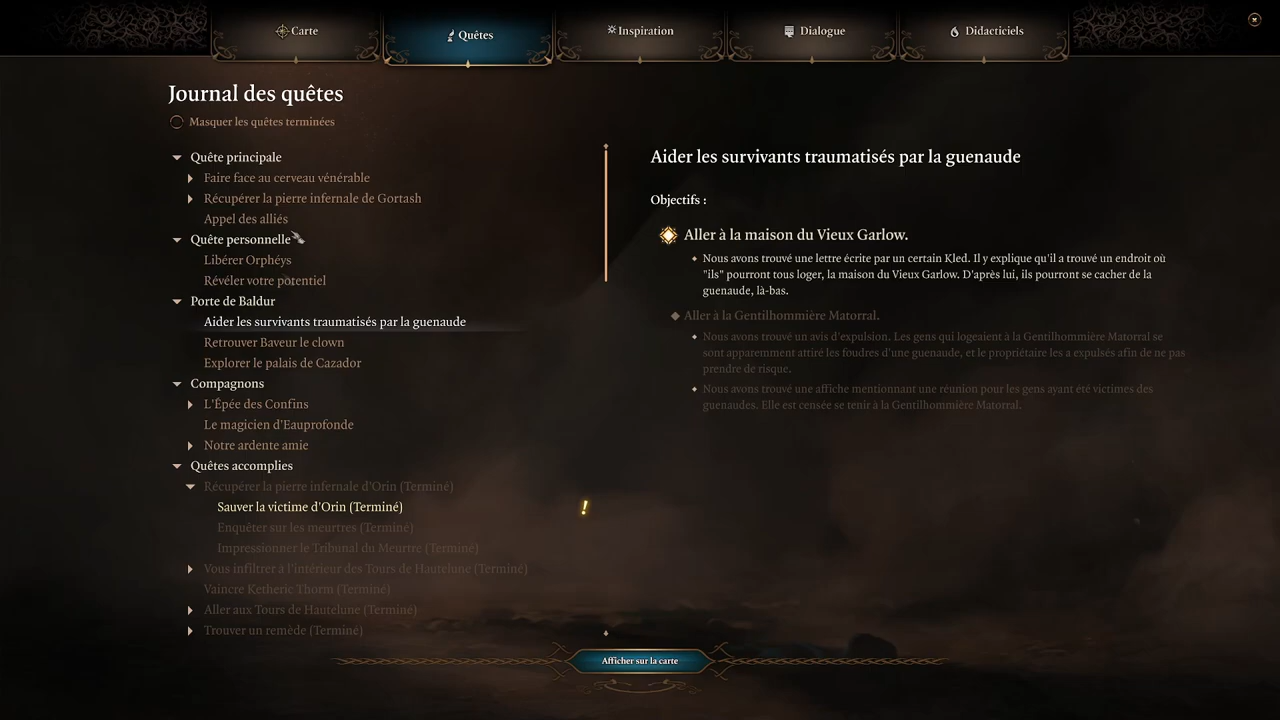 Carte
Quêtes
Inspiration
Dialogue
Didacticiels
Journal des quêtes
Masquer les quêtes terminées
Quête principale
Faire face au cerveau vénérable
Récupérer la pierre infernale de Gortash
Appel des alliés
Quête personnelle
Libérer Orphéys
Révéler votre potentiel
Porte de Baldur
Aider les survivants traumatisés par la guenaude
Retrouver Baveur le clown
Explorer le palais de Cazador
Compagnons
L'Épée des Confins
Le magicien d'Eauprofonde
Notre ardente amie
Quêtes accomplies
Récupérer la pierre infernale d'Orin (Terminé)
Sauver la victime d'Orin (Terminé)
Enquêter sur les meurtres (Terminé)
Impressionner le Tribunal du Meurtre (Terminé)
Vous infiltrer à l'intérieur des Tours de Hautelune (Terminé)
Vaincre Ketheric Thorm (Terminé)
Aller aux Tours de Hautelune (Terminé)
Trouver un remède (Terminé)
Aider les survivants traumatisés par la guenaude
Objectifs :
Aller à la maison du Vieux Garlow.
Nous avons trouvé une lettre écrite par un certain Kled. Il y explique qu'il a trouvé un endroit où
"ils" pourront tous loger, la maison du Vieux Garlow. D'après lui, ils pourront se cacher de la
guenaude, là-bas.
Aller à la Gentilhommière Matorral.
Nous avons trouvé un avis d'expulsion. Les gens qui logeaient à la Gentilhommière Matorral se
sont apparemment attiré les foudres d'une guenaude, et le propriétaire les a expulsés afin de ne pas
prendre de risque.
Nous avons trouvé une affiche mentionnant une réunion pour les gens ayant été victimes des
guenaudes. Elle est censée se tenir à la Gentilhommière Matorral.
Afficher sur la carte